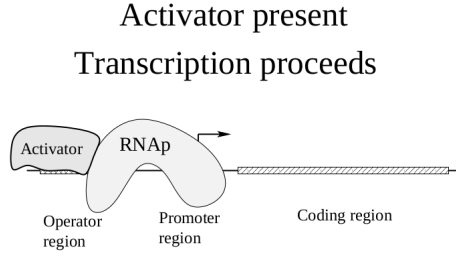 Activator present
Transcription proceeds
Activator
RNAp
Operator
region
Promoter
region
Coding region